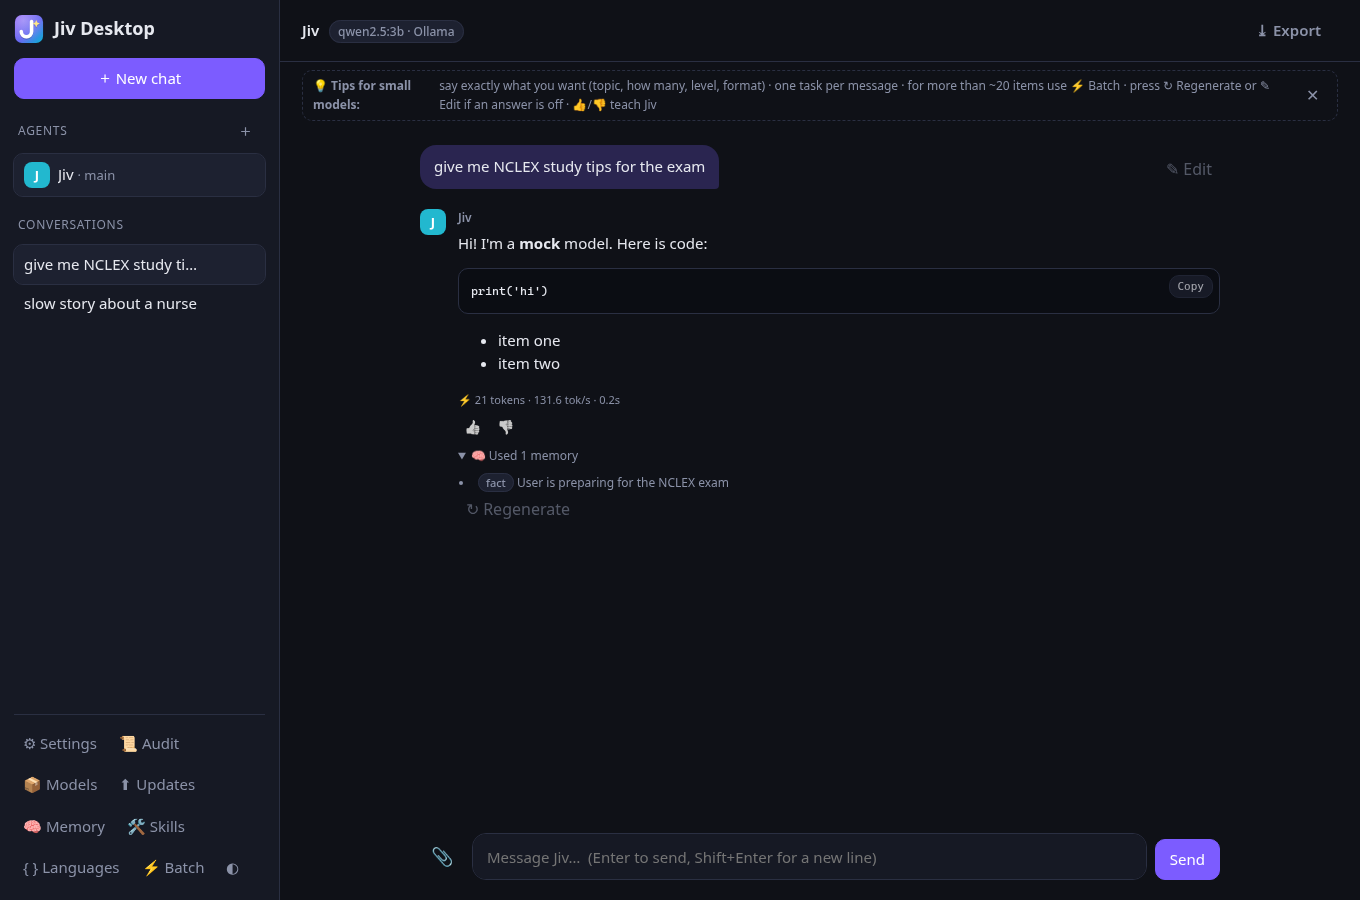 Jiv Desktop
+ New chat
AGENTS +
J Jiv · main
CONVERSATIONS
give me NCLEX study ti...
slow story about a nurse
⚙ Settings 📜 Audit
📦 Models ⬆ Updates
🧠 Memory 🛠️ Skills
{ } Languages ⚡ Batch ◐
Jiv qwen2.5:3b · Ollama
⤓ Export
💡 Tips for small models:
say exactly what you want (topic, how many, level, format) · one task per message · for more than ~20 items use ⚡ Batch · press ↻ Regenerate or ✎
Edit if an answer is off · 👍/👎 teach Jiv
✕
give me NCLEX study tips for the exam
✎ Edit
J Jiv
Hi! I'm a mock model. Here is code:
print('hi')
Copy
• item one
• item two
⚡ 21 tokens · 131.6 tok/s · 0.2s
👍 👎
▼ 🧠 Used 1 memory
• fact User is preparing for the NCLEX exam
↻ Regenerate
📎 Message Jiv… (Enter to send, Shift+Enter for a new line)
Send